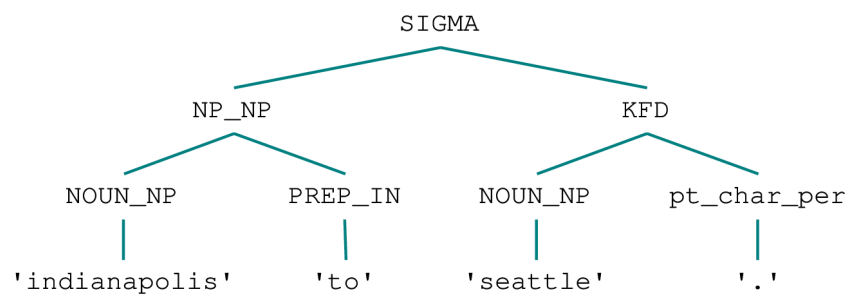 SIGMA
NP_NP KFD
NOUN_NP PREP_IN NOUN_NP pt_char_per
'indianapolis' 'to' 'seattle' '.'